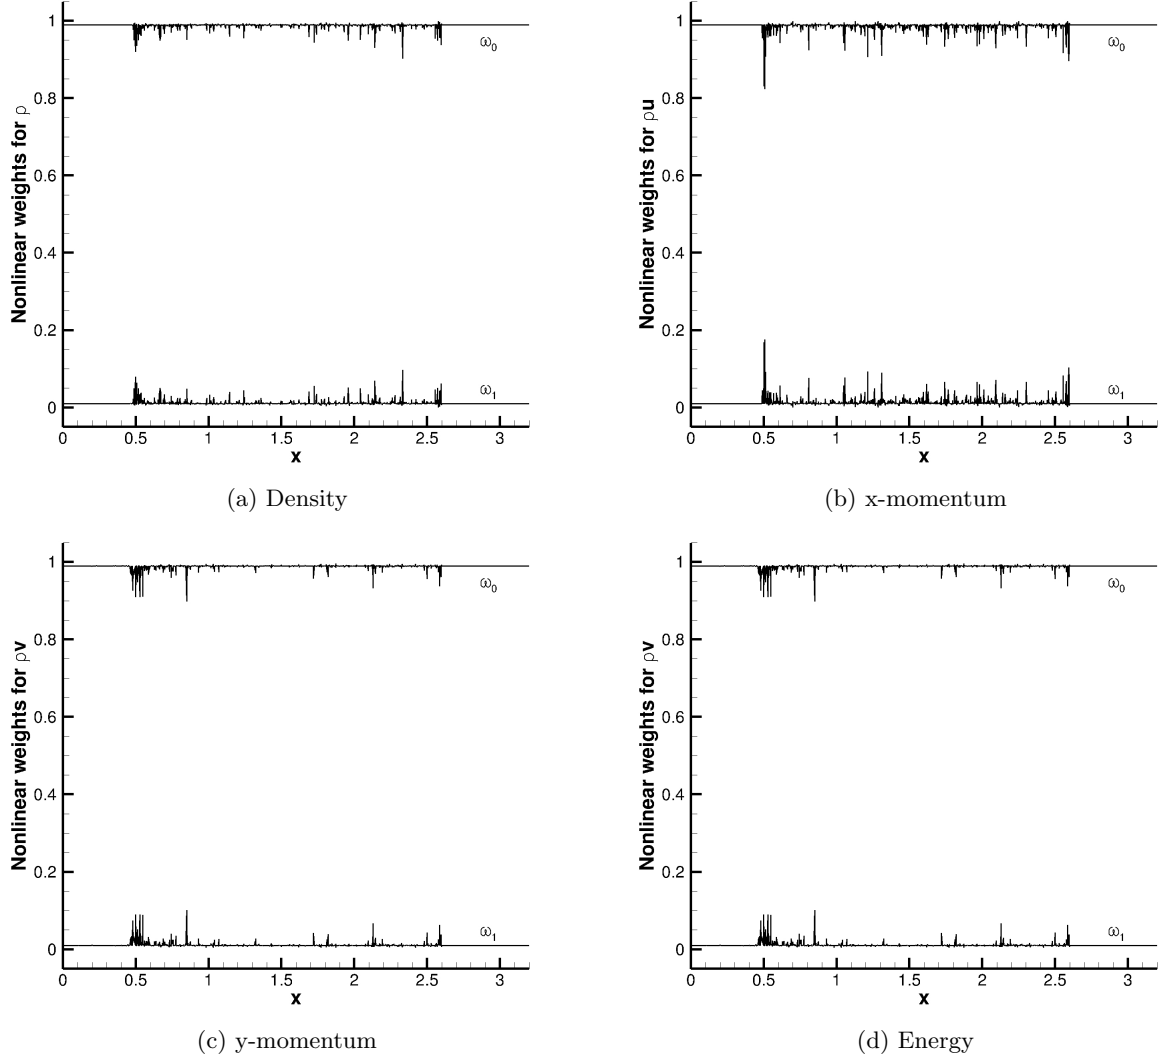 1
0.8
0.6
0.4
0.2
0
Nonlinear weights for ρ
ω0
ω1
0 0.5 1 1.5 2 2.5 3
x
(a) Density
1
0.8
0.6
0.4
0.2
0
Nonlinear weights for ρu
ω0
ω1
0 0.5 1 1.5 2 2.5 3
x
(b) x-momentum
1
0.8
0.6
0.4
0.2
0
Nonlinear weights for ρv
ω0
ω1
0 0.5 1 1.5 2 2.5 3
x
(c) y-momentum
1
0.8
0.6
0.4
0.2
0
Nonlinear weights for ρv
ω0
ω1
0 0.5 1 1.5 2 2.5 3
x
(d) Energy